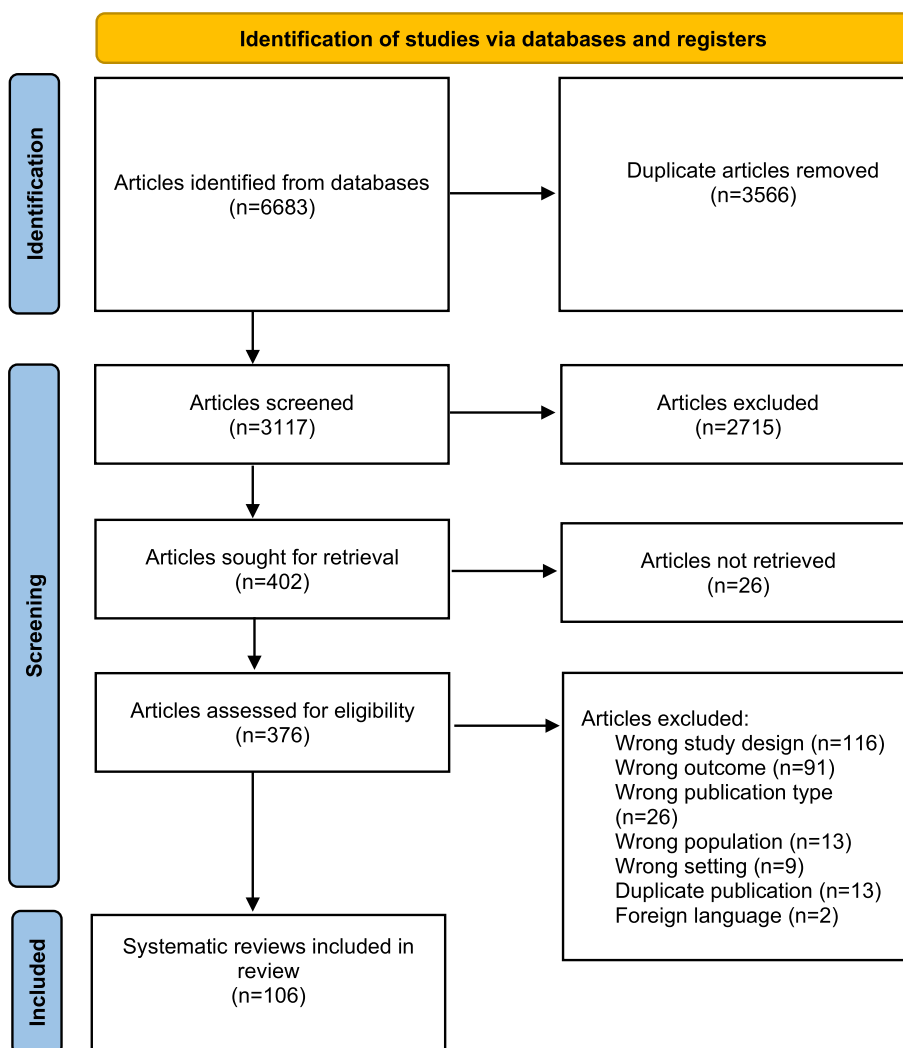 Identification of studies via databases and registers
Identification
Articles identified from databases
(n=6683)
Duplicate articles removed
(n=3566)
Screening
Articles screened
(n=3117)
Articles excluded
(n=2715)
Articles sought for retrieval
(n=402)
Articles not retrieved
(n=26)
Articles assessed for eligibility
(n=376)
Articles excluded:
Wrong study design (n=116)
Wrong outcome (n=91)
Wrong publication type
(n=26)
Wrong population (n=13)
Wrong setting (n=9)
Duplicate publication (n=13)
Foreign language (n=2)
Included
Systematic reviews included in
review
(n=106)